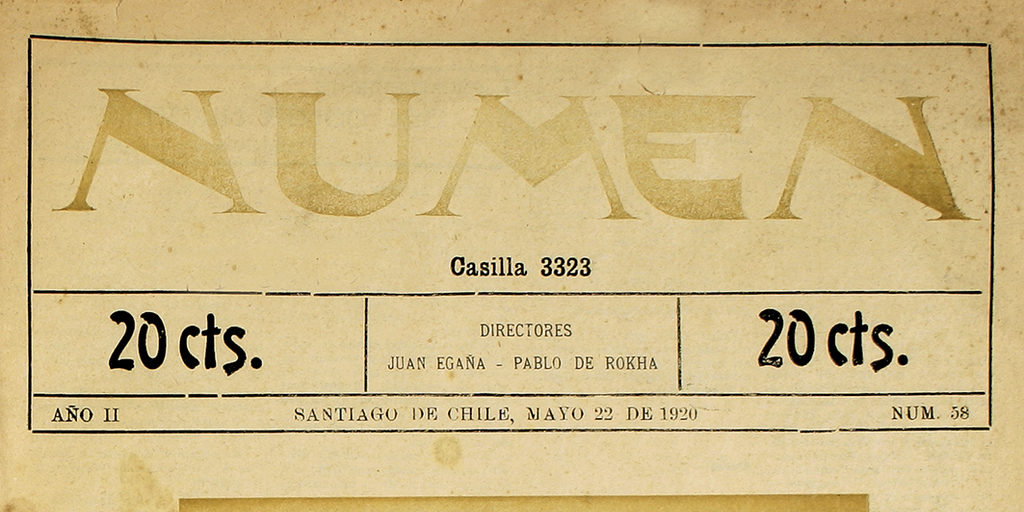 NUMEN
Casilla 3323
20 cts.
DIRECTORES
JUAN EGAÑA - PABLO DE ROKHA
20 cts.
AÑO II
SANTIAGO DE CHILE, MAYO 22 DE 1920
NUM. 58